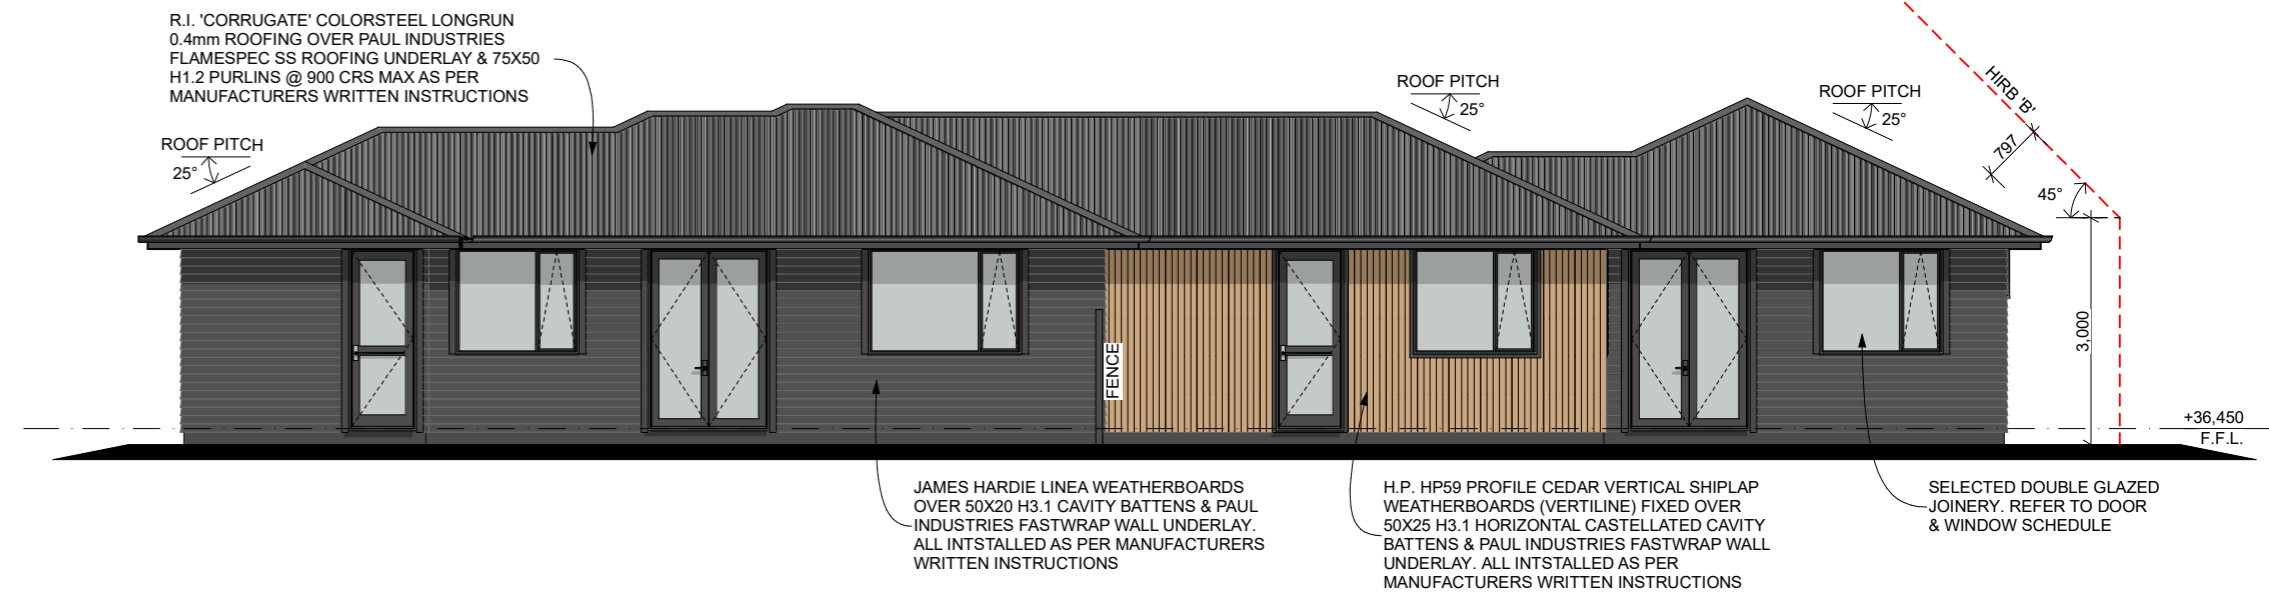 R.I. 'CORRUGATE' COLORSTEEL LONGRUN
0.4mm ROOFING OVER PAUL INDUSTRIES
FLAMESPEC SS ROOFING UNDERLAY & 75X50
H1.2 PURLINS @ 900 CRS MAX AS PER
MANUFACTURERS WRITTEN INSTRUCTIONS
ROOF PITCH
25°
ROOF PITCH
25°
ROOF PITCH
25°
HIRB 'B'
797
45°
3,000
FENCE
+36,450
F.F.L.
JAMES HARDIE LINEA WEATHERBOARDS
OVER 50X20 H3.1 CAVITY BATTENS & PAUL
INDUSTRIES FASTWRAP WALL UNDERLAY.
ALL INTSTALLED AS PER MANUFACTURERS
WRITTEN INSTRUCTIONS
H.P. HP59 PROFILE CEDAR VERTICAL SHIPLAP
WEATHERBOARDS (VERTILINE) FIXED OVER
50X25 H3.1 HORIZONTAL CASTELLATED CAVITY
BATTENS & PAUL INDUSTRIES FASTWRAP WALL
UNDERLAY. ALL INTSTALLED AS PER
MANUFACTURERS WRITTEN INSTRUCTIONS
SELECTED DOUBLE GLAZED
JOINERY. REFER TO DOOR
& WINDOW SCHEDULE